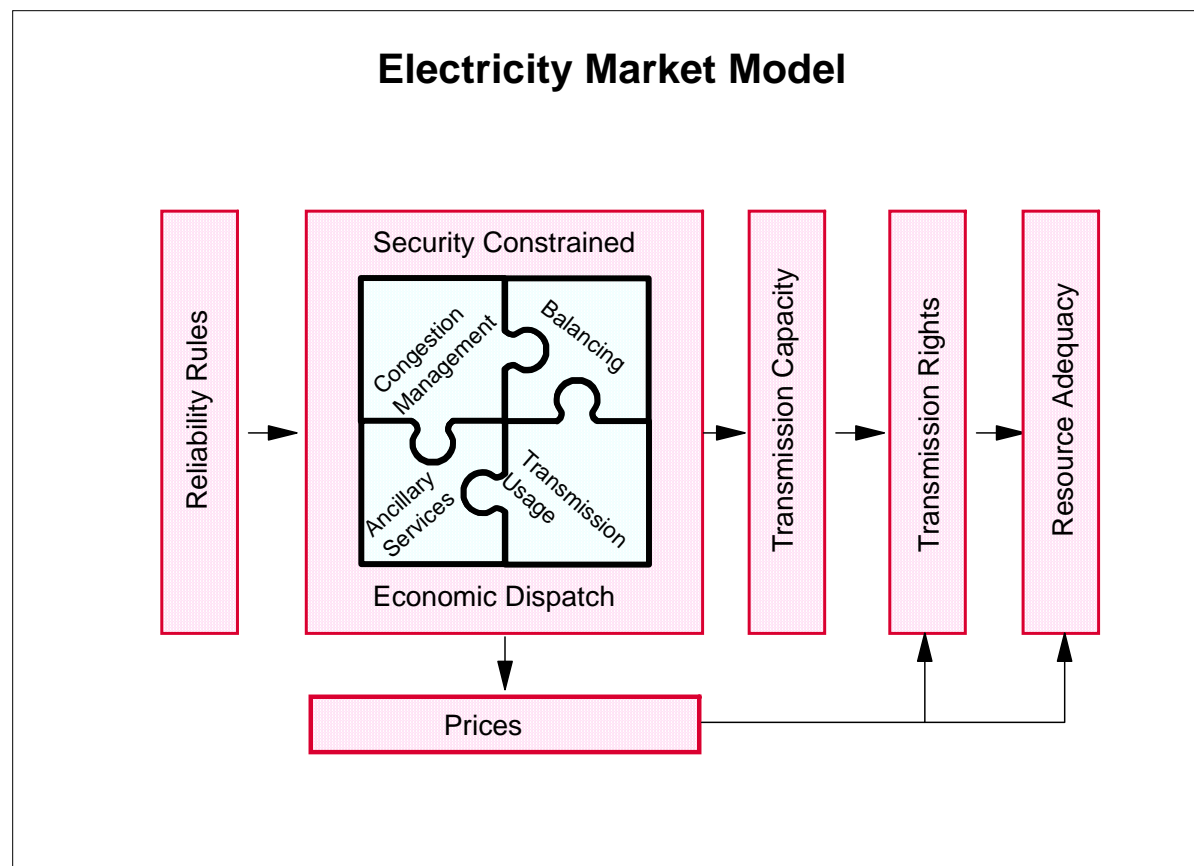 Electricity Market Model
Reliability Rules
Security Constrained
Congestion
Management
Balancing
Ancillary
Services
Transmission
Usage
Economic Dispatch
Transmission Capacity
Transmission Rights
Resource Adequacy
Prices